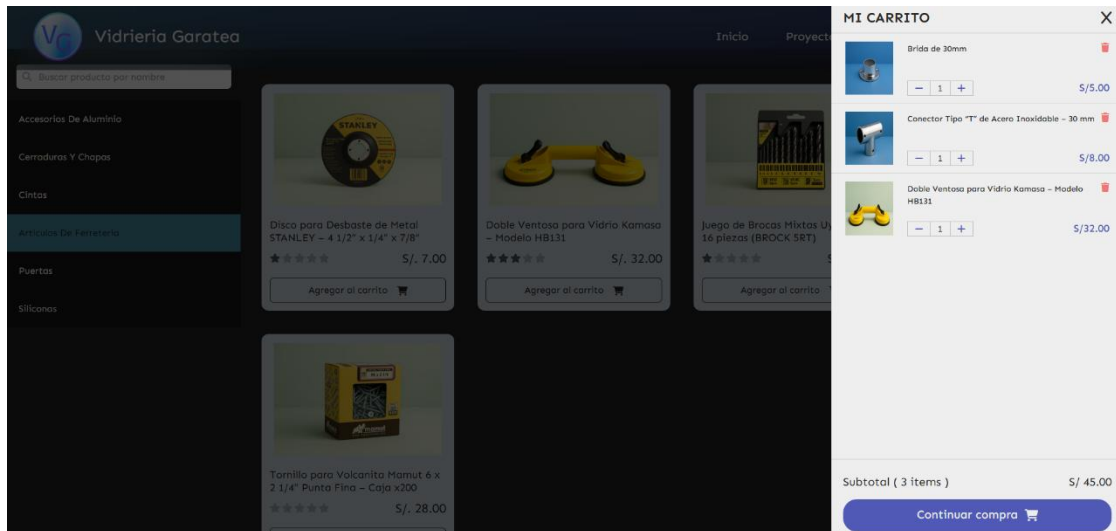 VG
Vidrieria Garatea
Inicio
Proyect
Buscar producto por nombre
Accesorios De Aluminio
Cerraduras Y Chapas
Cintas
Articulos De Ferreteria
Puertas
Siliconas
STANLEY
Disco para Desbaste de Metal
STANLEY – 4 1/2" x 1/4" x 7/8"
S/. 7.00
Agregar al carrito
Doble Ventosa para Vidrio Kamasa
– Modelo HB131
S/. 32.00
Agregar al carrito
Juego de Brocas Mixtas Uy
16 piezas (BROCK 5RT)
S
Agregar al carrito
mamut
Tornillo para Volcanita Mamut 6 x
2 1/4" Punta Fina – Caja x200
S/. 28.00
MI CARRITO
X
Brida de 30mm
− 1 +
S/5.00
Conector Tipo "T" de Acero Inoxidable – 30 mm
− 1 +
S/8.00
Doble Ventosa para Vidrio Kamasa – Modelo
HB131
− 1 +
S/32.00
Subtotal ( 3 items )
S/ 45.00
Continuar compra